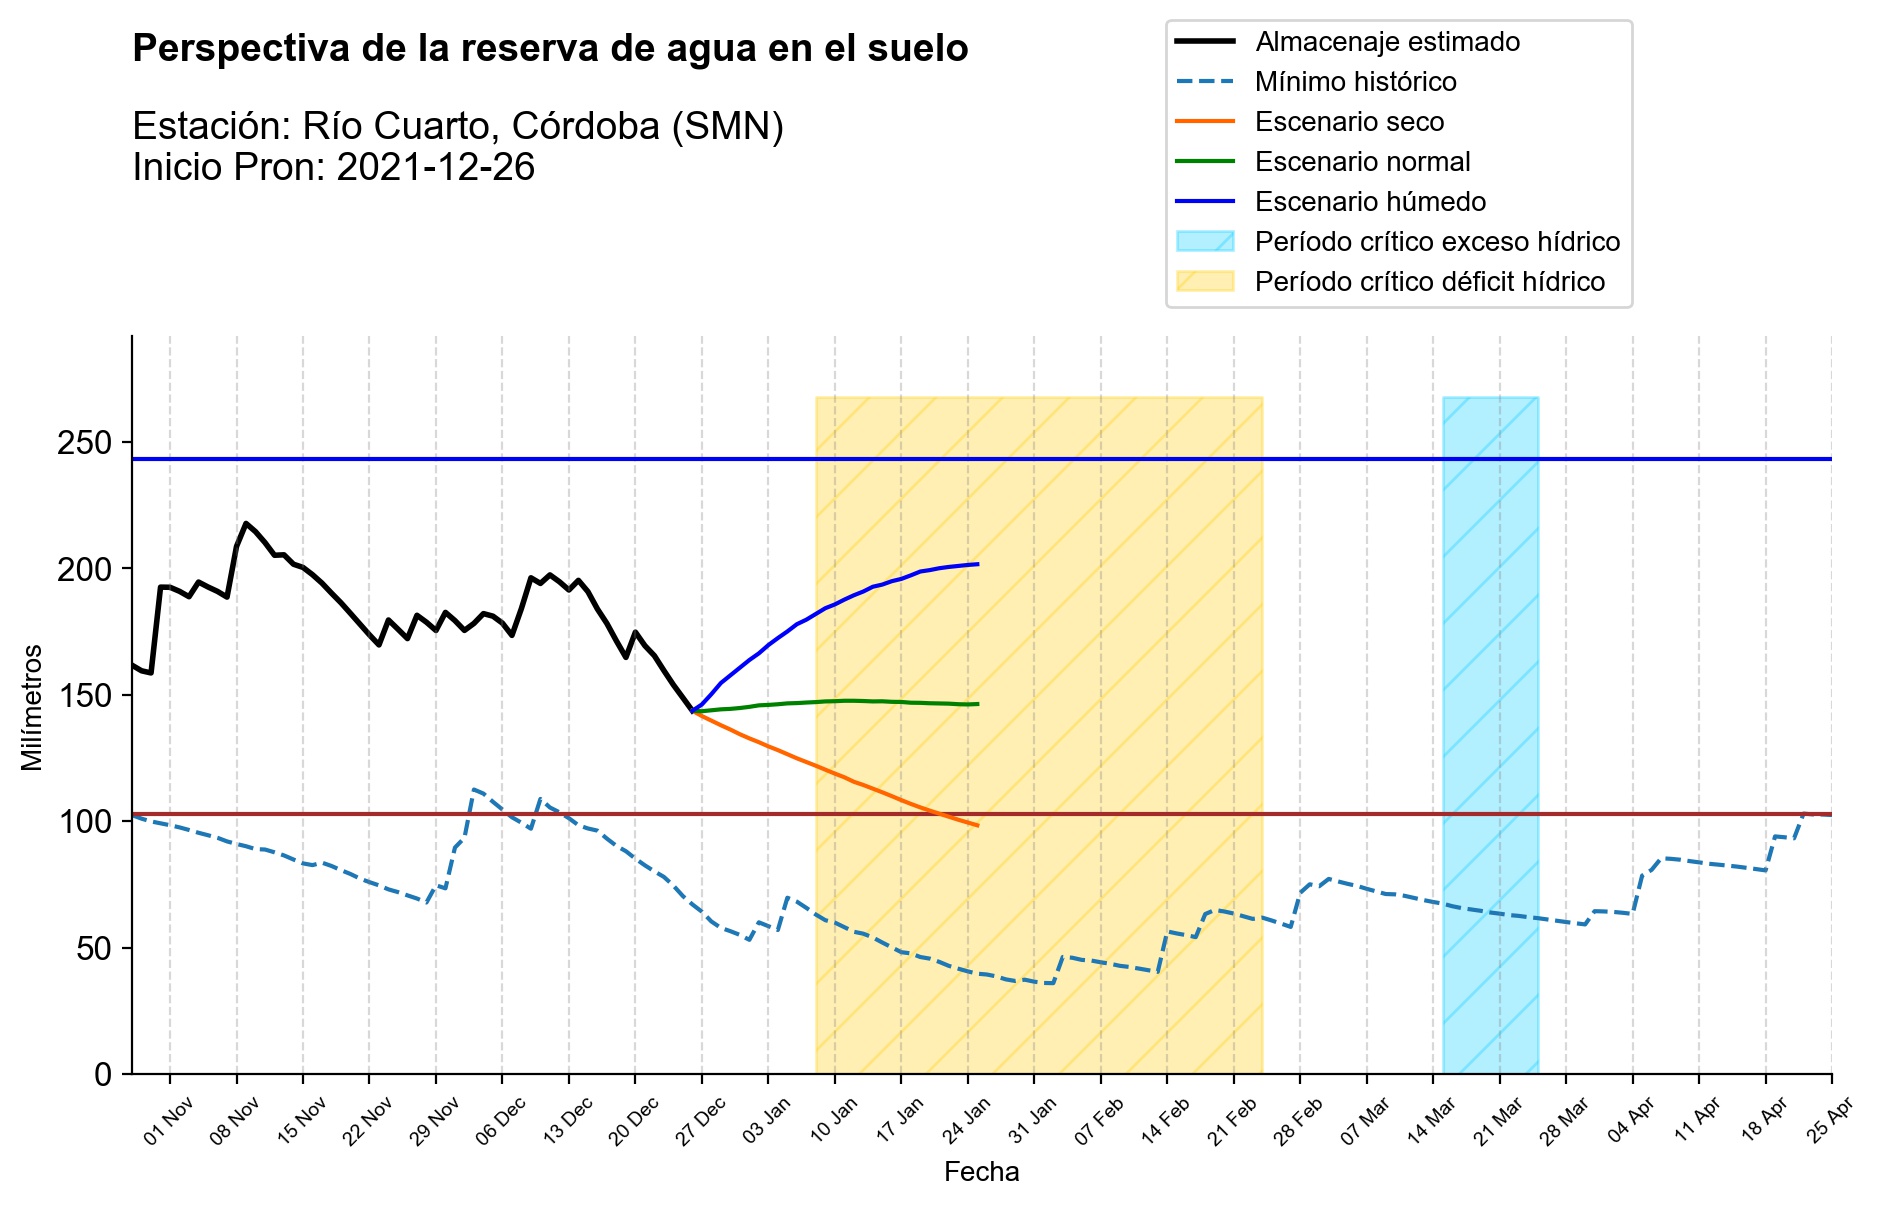 Perspectiva de la reserva de agua en el suelo
Estación: Río Cuarto, Córdoba (SMN)
Inicio Pron: 2021-12-26
Almacenaje estimado
Mínimo histórico
Escenario seco
Escenario normal
Escenario húmedo
Período crítico exceso hídrico
Período crítico déficit hídrico
Milímetros
250
200
150
100
50
0
01 Nov
08 Nov
15 Nov
22 Nov
29 Nov
06 Dec
13 Dec
20 Dec
27 Dec
03 Jan
10 Jan
17 Jan
24 Jan
31 Jan
07 Feb
14 Feb
21 Feb
28 Feb
07 Mar
14 Mar
21 Mar
28 Mar
04 Apr
11 Apr
18 Apr
25 Apr
Fecha